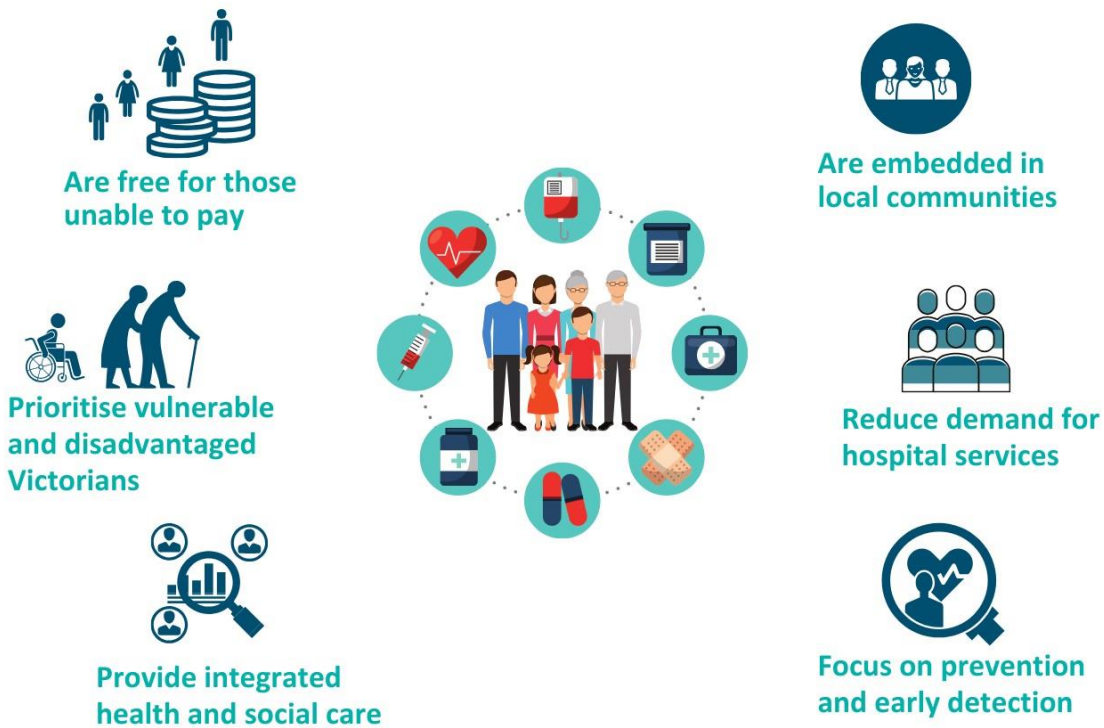 Are free for those
unable to pay
Are embedded in
local communities
Prioritise vulnerable
and disadvantaged
Victorians
Reduce demand for
hospital services
Provide integrated
health and social care
Focus on prevention
and early detection